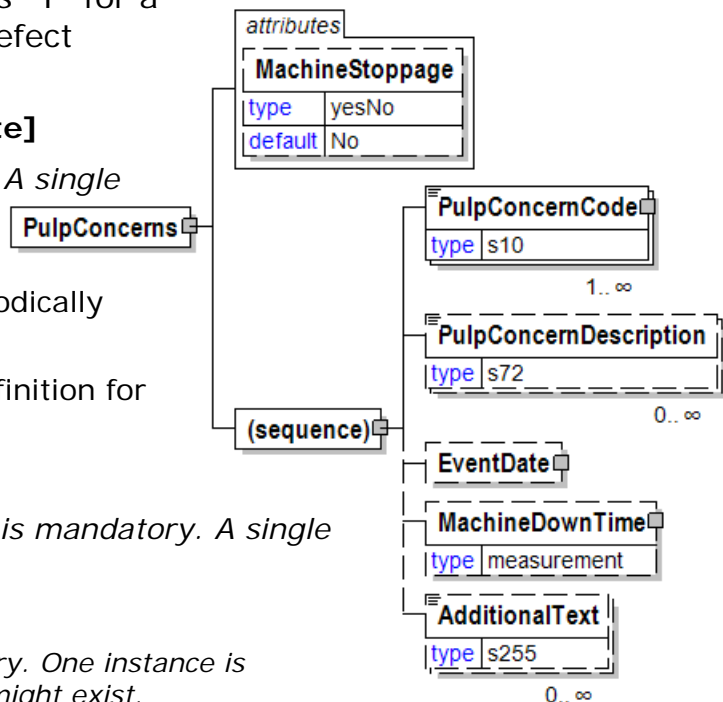 s "I" for a
efect
te]
A single
odically
finition for
is mandatory. A single
ry. One instance is
might exist.
attributes
MachineStoppage
type yesNo
default No
PulpConcerns
(sequence)
PulpConcernCode
type s10
1.. ∞
PulpConcernDescription
type s72
0.. ∞
EventDate
MachineDownTime
type measurement
AdditionalText
type s255
0.. ∞